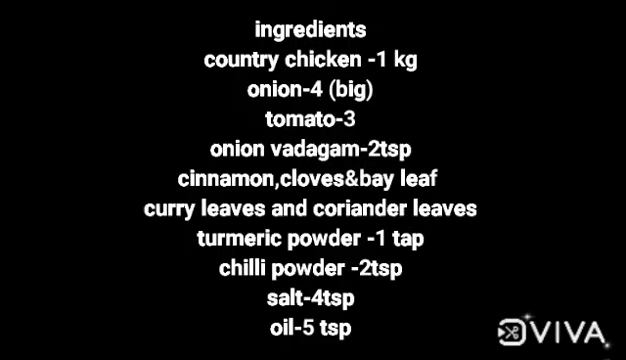 ingredients
country chicken -1 kg
onion-4 (big)
tomato-3
onion vadagam-2tsp
cinnamon,cloves&bay leaf
curry leaves and coriander leaves
turmeric powder -1 tap
chilli powder -2tsp
salt-4tsp
oil-5 tsp
VIVA